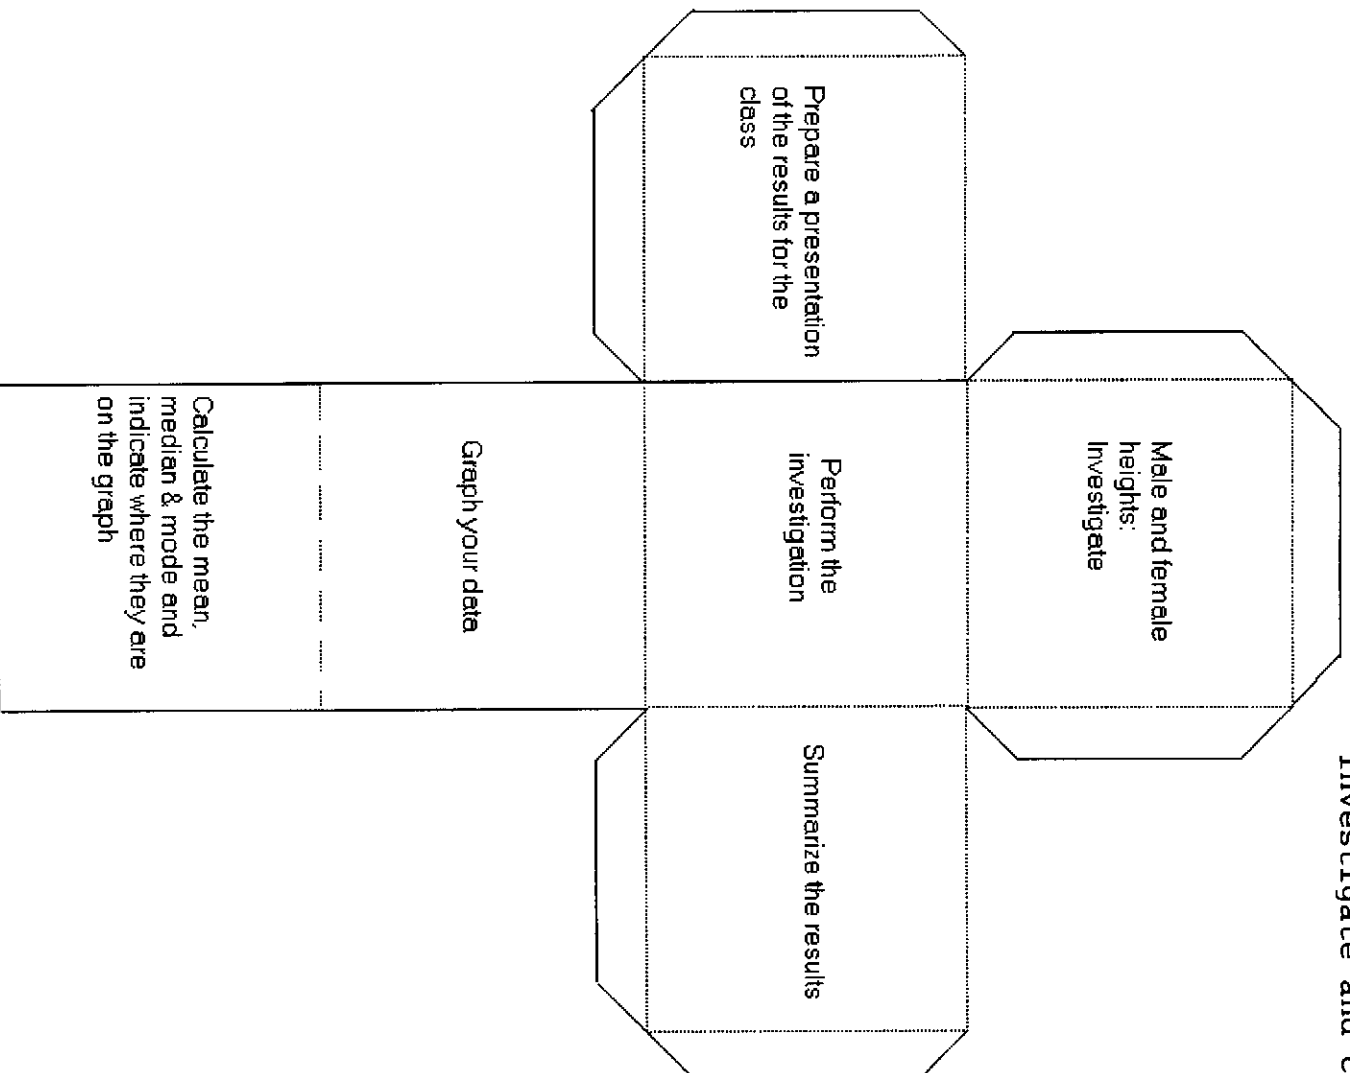 Investigate and
Male and female
heights:
Investigate
Prepare a presentation
of the results for the
class
Perform the
investigation
Summarize the results
Graph your data
Calculate the mean,
median & mode and
indicate where they are
on the graph